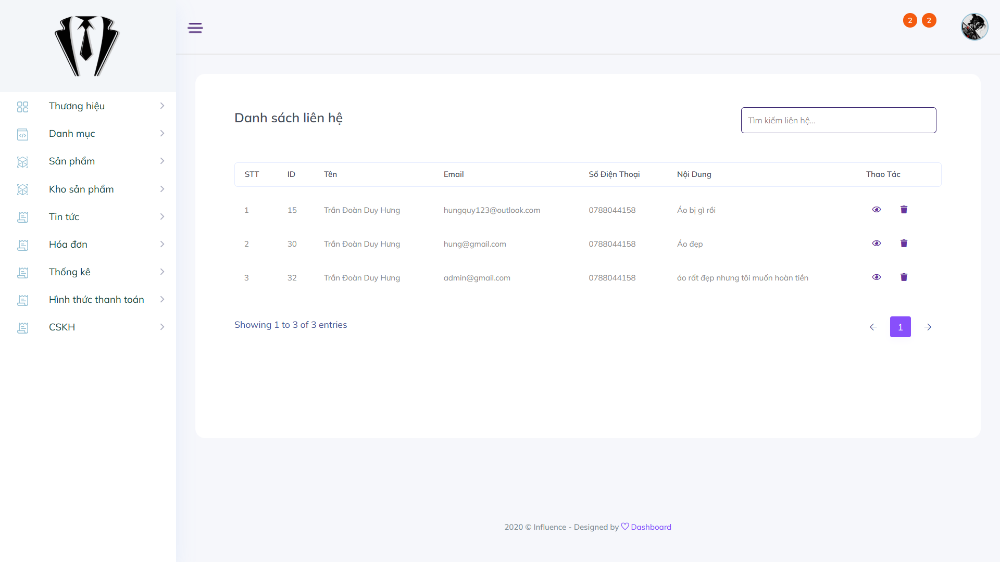 2 2
Thương hiệu
Danh mục
Sản phẩm
Kho sản phẩm
Tin tức
Hóa đơn
Thống kê
Hình thức thanh toán
CSKH
Danh sách liên hệ
Tìm kiếm liên hệ...
STT ID Tên Email Số Điện Thoại Nội Dung Thao Tác
1 15 Trần Đoàn Duy Hưng hungquy123@outlook.com 0788044158 Áo bị gì rồi
2 30 Trần Đoàn Duy Hưng hung@gmail.com 0788044158 Áo đẹp
3 32 Trần Đoàn Duy Hưng admin@gmail.com 0788044158 áo rất đẹp nhưng tôi muốn hoàn tiền
Showing 1 to 3 of 3 entries
1
2020 © Influence - Designed by Dashboard